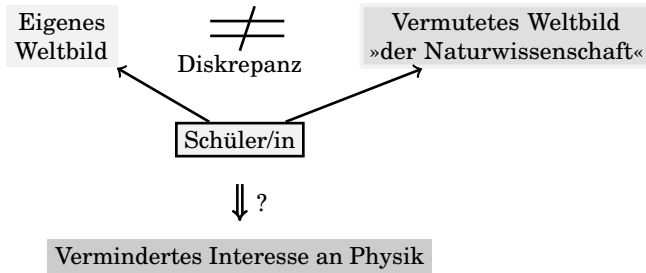 Eigenes
Weltbild
Diskrepanz
Vermutetes Weltbild
»der Naturwissenschaft«
Schüler/in
?
Vermindertes Interesse an Physik